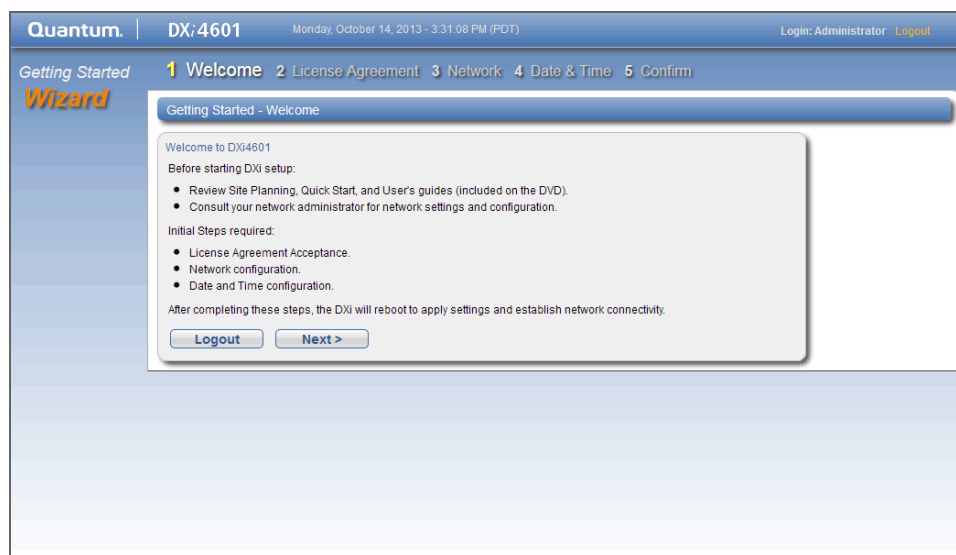 Quantum. DXi4601 Monday, October 14, 2013 - 3:31:08 PM (PDT) Login: Administrator Logout
Getting Started
Wizard
1 Welcome 2 License Agreement 3 Network 4 Date & Time 5 Confirm
Getting Started - Welcome
Welcome to DXi4601
Before starting DXi setup:
• Review Site Planning, Quick Start, and User's guides (included on the DVD).
• Consult your network administrator for network settings and configuration.
Initial Steps required:
• License Agreement Acceptance.
• Network configuration.
• Date and Time configuration.
After completing these steps, the DXi will reboot to apply settings and establish network connectivity.
Logout Next >